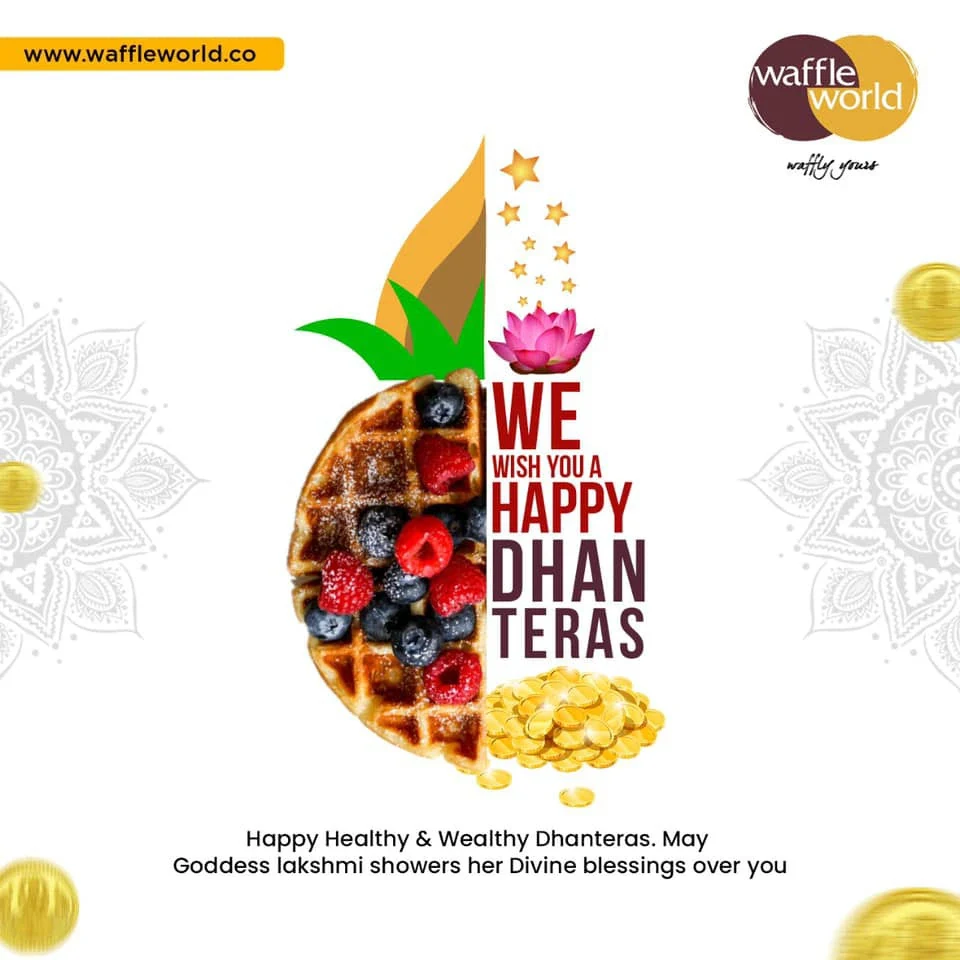 www.waffleworld.co
waffle
world
waffly yours
WE
WISH YOU A
HAPPY
DHAN
TERAS
Happy Healthy & Wealthy Dhanteras. May
Goddess lakshmi showers her Divine blessings over you